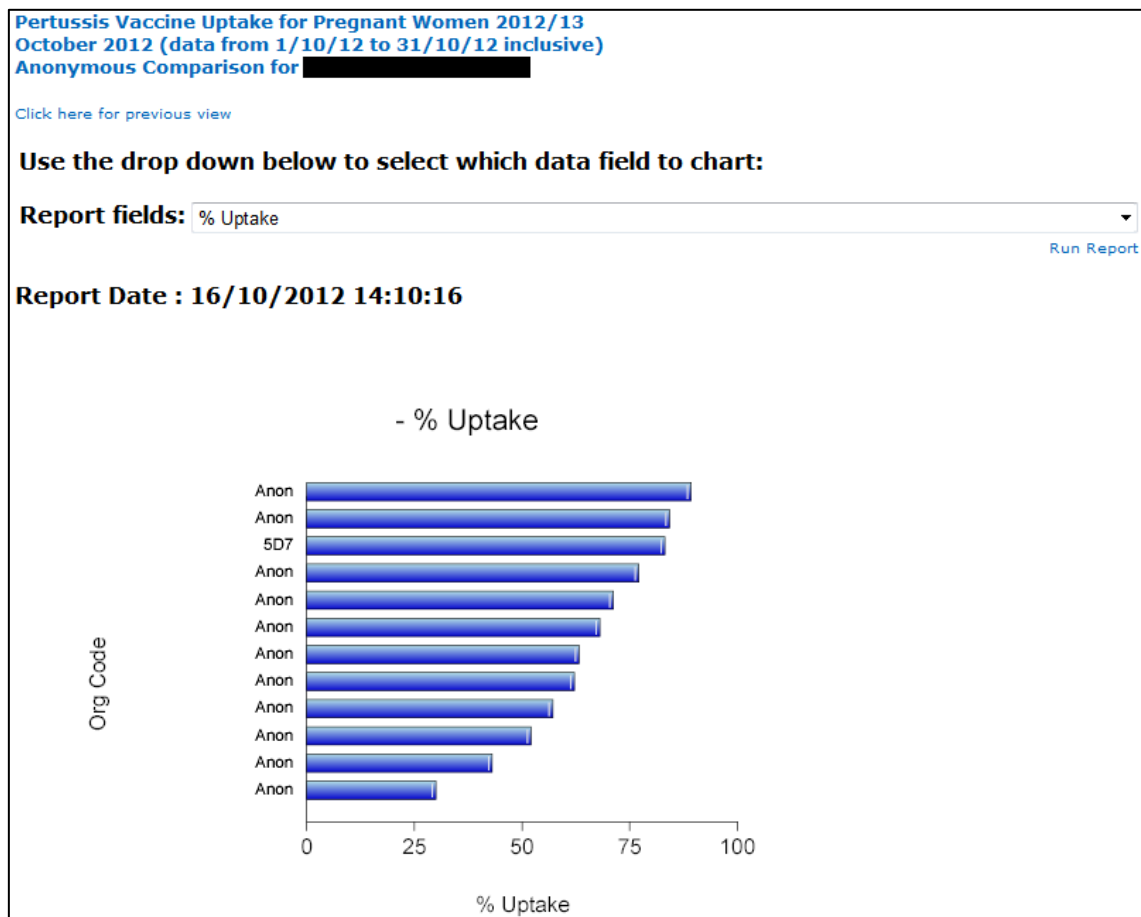 Pertussis Vaccine Uptake for Pregnant Women 2012/13
October 2012 (data from 1/10/12 to 31/10/12 inclusive)
Anonymous Comparison for
Click here for previous view
Use the drop down below to select which data field to chart:
Report fields: % Uptake
Run Report
Report Date : 16/10/2012 14:10:16
- % Uptake
Anon
Anon
5D7
Anon
Anon
Anon
Anon
Anon
Anon
Anon
Anon
Anon
Org Code
0 25 50 75 100
% Uptake